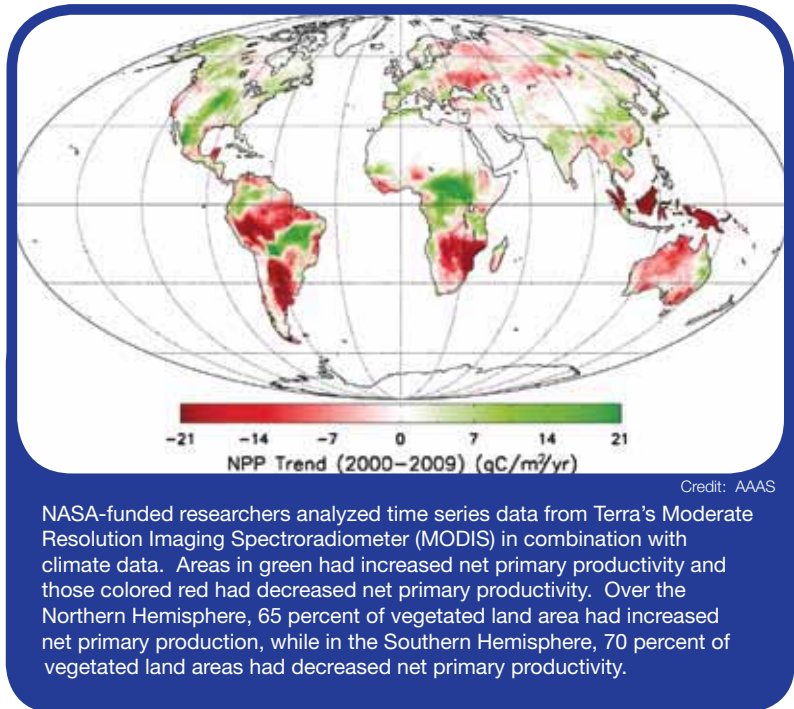 -21 -14 -7 0 7 14 21
NPP Trend (2000-2009) (gC/m²/yr)
Credit: AAAS
NASA-funded researchers analyzed time series data from Terra's Moderate
Resolution Imaging Spectroradiometer (MODIS) in combination with
climate data. Areas in green had increased net primary productivity and
those colored red had decreased net primary productivity. Over the
Northern Hemisphere, 65 percent of vegetated land area had increased
net primary production, while in the Southern Hemisphere, 70 percent of
vegetated land areas had decreased net primary productivity.